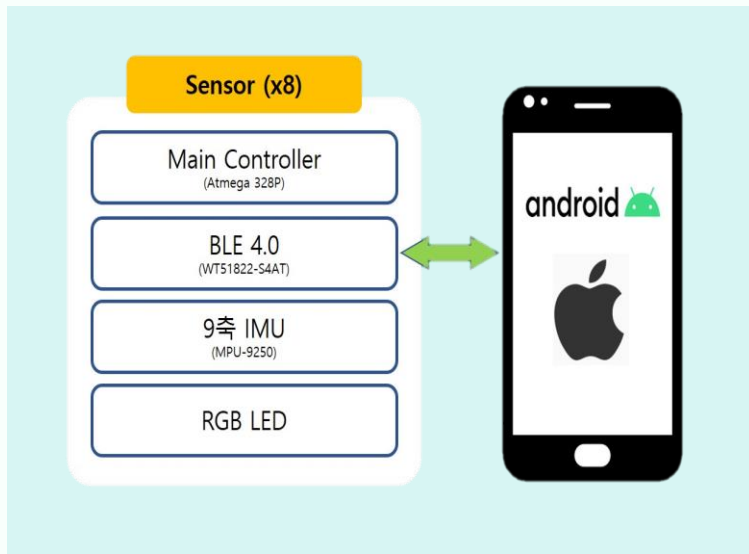 Sensor (x8)
Main Controller
(Atmega 328P)
BLE 4.0
(WT51822-S4AT)
9축 IMU
(MPU-9250)
RGB LED
android